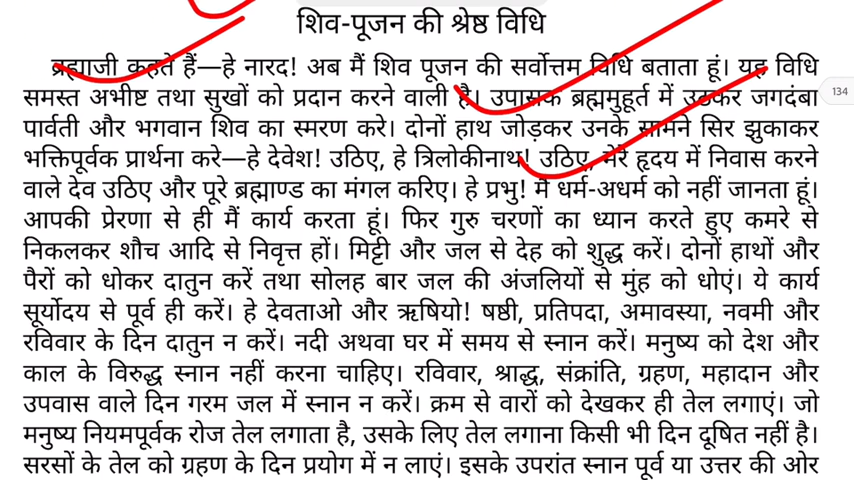 शिव-पूजन की श्रेष्ठ विधि
ब्रह्माजी कहते हैं—हे नारद! अब मैं शिव पूजन की सर्वोत्तम विधि बताता हूं। यह विधि
समस्त अभीष्ट तथा सुखों को प्रदान करने वाली है। उपासक ब्रह्ममुहूर्त में उठकर जगदंबा
134
पार्वती और भगवान शिव का स्मरण करे। दोनों हाथ जोड़कर उनके सामने सिर झुकाकर
भक्तिपूर्वक प्रार्थना करे—हे देवेश! उठिए, हे त्रिलोकीनाथ! उठिए, मेरे हृदय में निवास करने
वाले देव उठिए और पूरे ब्रह्माण्ड का मंगल करिए। हे प्रभु! मैं धर्म-अधर्म को नहीं जानता हूं।
आपकी प्रेरणा से ही मैं कार्य करता हूं। फिर गुरु चरणों का ध्यान करते हुए कमरे से
निकलकर शौच आदि से निवृत्त हों। मिट्टी और जल से देह को शुद्ध करें। दोनों हाथों और
पैरों को धोकर दातुन करें तथा सोलह बार जल की अंजलियों से मुंह को धोएं। ये कार्य
सूर्योदय से पूर्व ही करें। हे देवताओ और ऋषियो! षष्ठी, प्रतिपदा, अमावस्या, नवमी और
रविवार के दिन दातुन न करें। नदी अथवा घर में समय से स्नान करें। मनुष्य को देश और
काल के विरुद्ध स्नान नहीं करना चाहिए। रविवार, श्राद्ध, संक्रांति, ग्रहण, महादान और
उपवास वाले दिन गरम जल में स्नान न करें। क्रम से वारों को देखकर ही तेल लगाएं। जो
मनुष्य नियमपूर्वक रोज तेल लगाता है, उसके लिए तेल लगाना किसी भी दिन दूषित नहीं है।
सरसों के तेल को ग्रहण के दिन प्रयोग में न लाएं। इसके उपरांत स्नान पूर्व या उत्तर की ओर